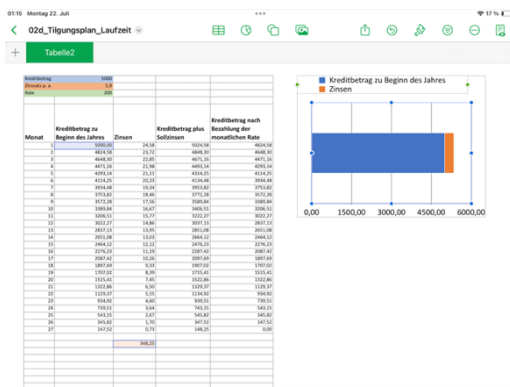 01:15 Montag 22. Juli
17 %
02d_Tilgungsplan_Laufzeit
Tabelle2
Kreditbetrag 5000
Zinssatz p. a. 5,9
Rate 200
Monat Kreditbetrag zu Beginn des Jahres Zinsen Kreditbetrag plus Sollzinsen Kreditbetrag nach Bezahlung der monatlichen Rate
1 5000,00 24,58 5024,58 4824,58
2 4824,58 23,72 4848,30 4648,30
3 4648,30 22,85 4671,16 4471,16
4 4471,16 21,98 4493,14 4293,14
5 4293,14 21,11 4314,25 4114,25
6 4114,25 20,23 4134,48 3934,48
7 3934,48 19,34 3953,82 3753,82
8 3753,82 18,46 3772,28 3572,28
9 3572,28 17,56 3589,84 3389,84
10 3389,84 16,67 3406,51 3206,51
11 3206,51 15,77 3222,27 3022,27
12 3022,27 14,86 3037,13 2837,13
13 2837,13 13,95 2851,08 2651,08
14 2651,08 13,03 2664,12 2464,12
15 2464,12 12,12 2476,23 2276,23
16 2276,23 11,19 2287,42 2087,42
17 2087,42 10,26 2097,69 1897,69
18 1897,69 9,33 1907,02 1707,02
19 1707,02 8,39 1715,41 1515,41
20 1515,41 7,45 1522,86 1322,86
21 1322,86 6,50 1329,37 1129,37
22 1129,37 5,55 1134,92 934,92
23 934,92 4,60 939,51 739,51
24 739,51 3,64 743,15 543,15
25 543,15 2,67 545,82 345,82
26 345,82 1,70 347,52 147,52
27 147,52 0,73 148,25 0,00
348,25
Kreditbetrag zu Beginn des Jahres
Zinsen
0,00 1500,00 3000,00 4500,00 6000,00